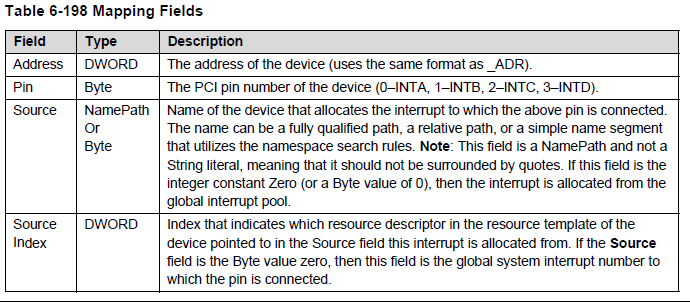 Table 6-198 Mapping Fields
Field Type Description
Address DWORD The address of the device (uses the same format as _ADR).
Pin Byte The PCI pin number of the device (0–INTA, 1–INTB, 2–INTC, 3–INTD).
Source NamePath Name of the device that allocates the interrupt to which the above pin is connected.
Or The name can be a fully qualified path, a relative path, or a simple name segment
Byte that utilizes the namespace search rules. Note: This field is a NamePath and not a
String literal, meaning that it should not be surrounded by quotes. If this field is the
integer constant Zero (or a Byte value of 0), then the interrupt is allocated from the
global interrupt pool.
Source DWORD Index that indicates which resource descriptor in the resource template of the
Index device pointed to in the Source field this interrupt is allocated from. If the Source
field is the Byte value zero, then this field is the global system interrupt number to
which the pin is connected.